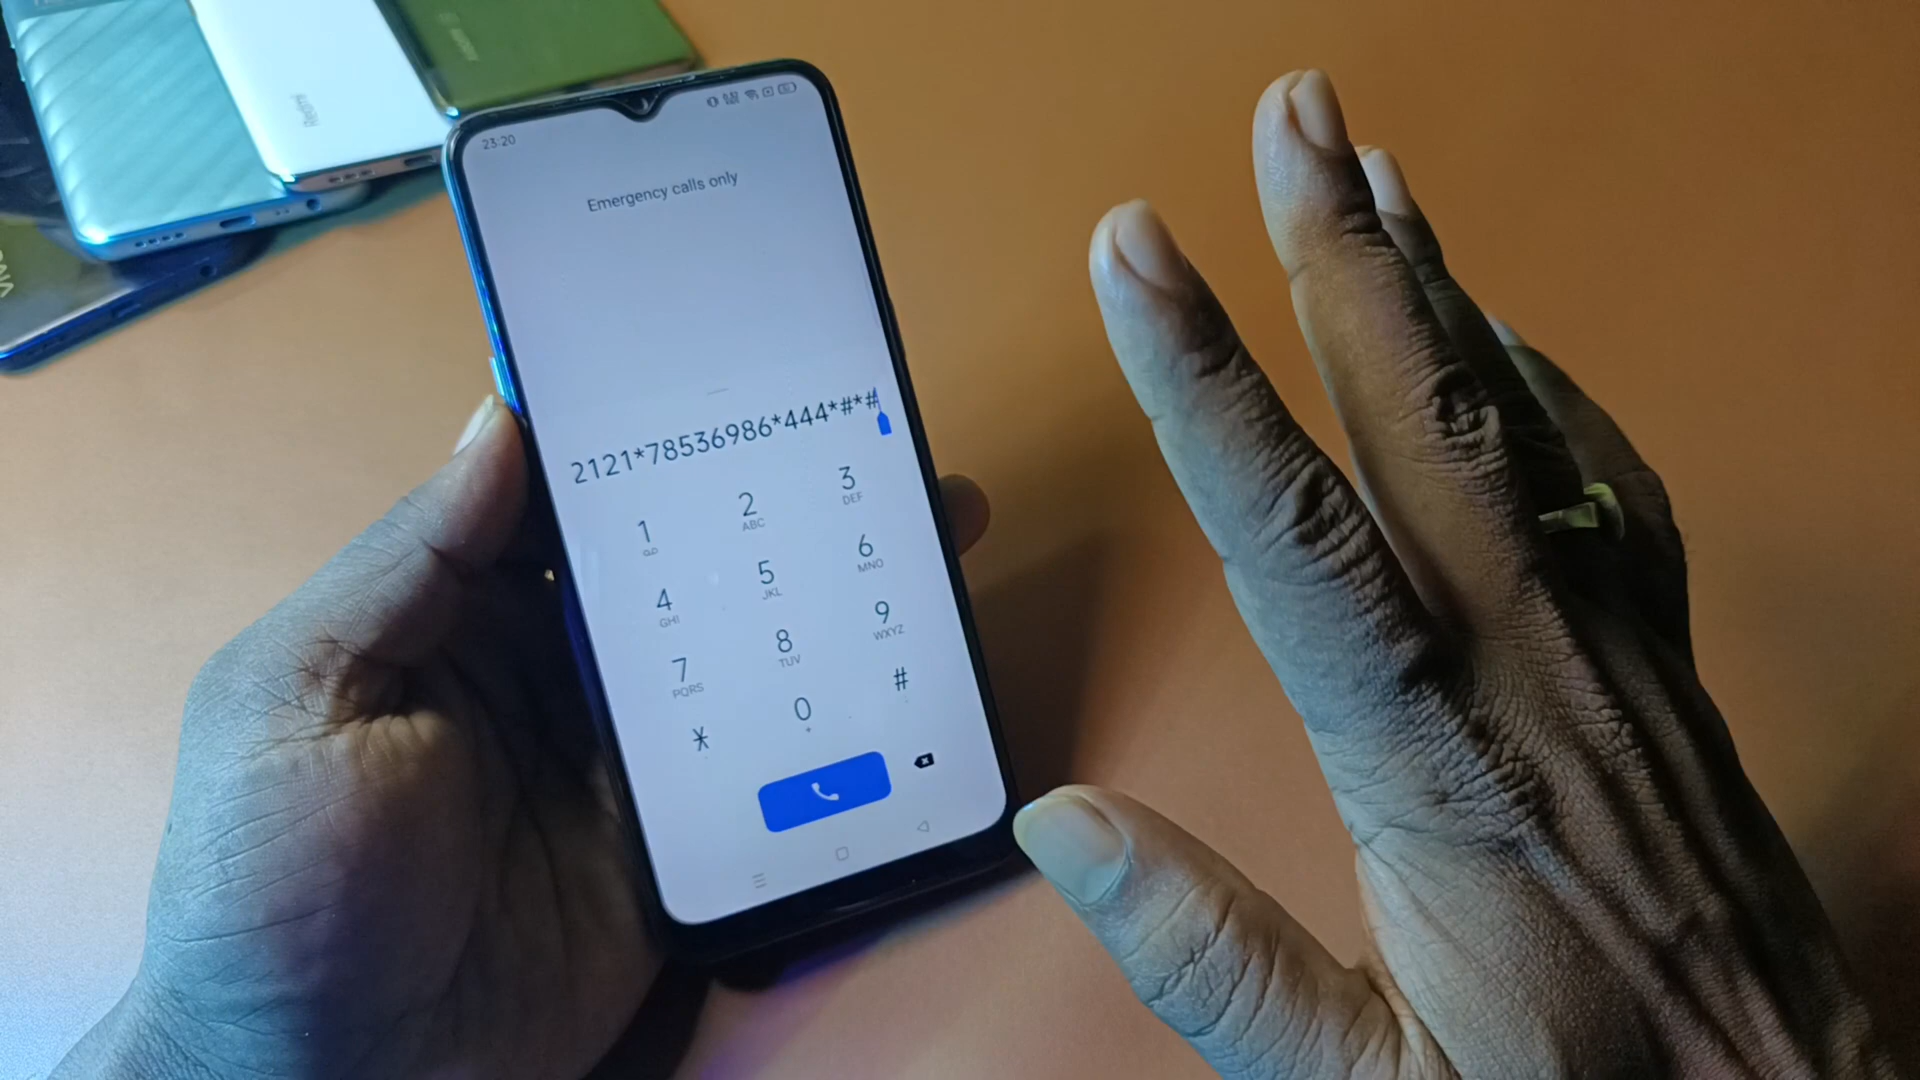 23:20
Emergency calls only
2121*78536986*444*#*#
1
2
ABC
3
DEF
4
GHI
5
JKL
6
MNO
7
PQRS
8
TUV
9
WXYZ
*
0
+
#
Redmi